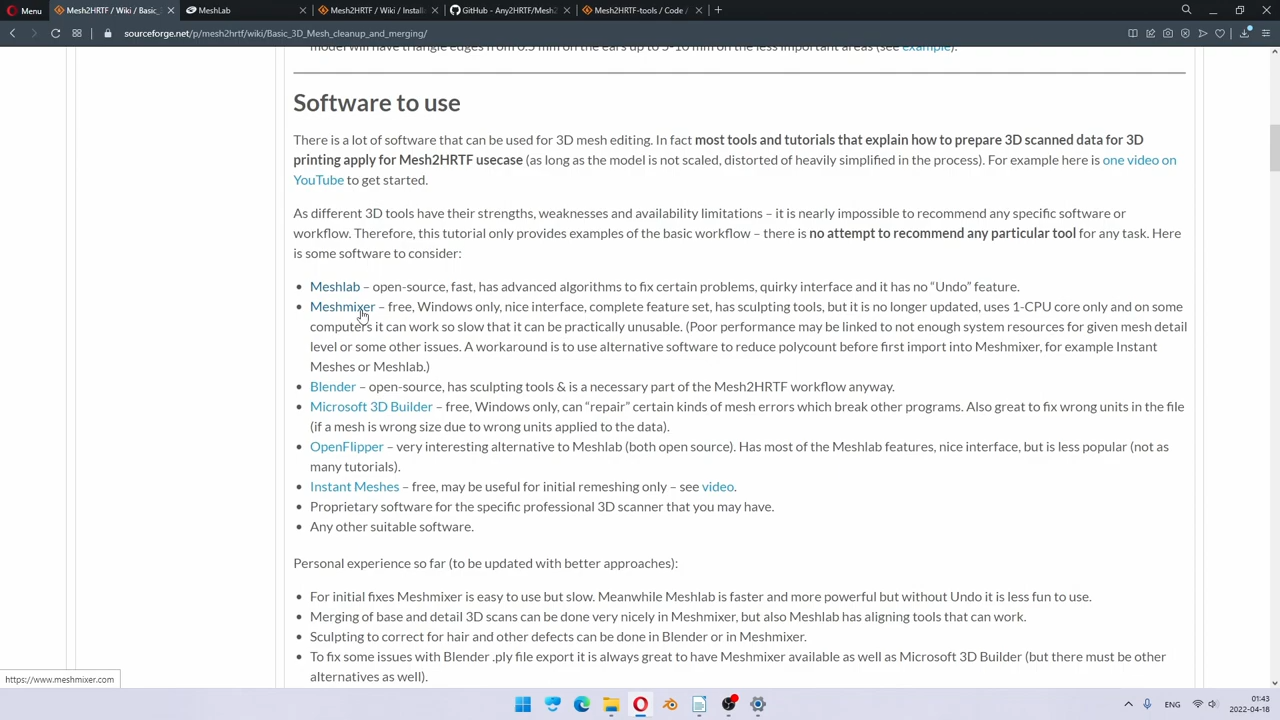 Menu
Mesh2HRTF / Wiki / Basic_
MeshLab
Mesh2HRTF / Wiki / Insta
GitHub - Any2HRTF/Mesh2
Mesh2HRTF-tools / Code /
sourceforge.net/p/mesh2hrtf/wiki/Basic_3D_Mesh_cleanup_and_merging/
model will have triangle edges from 0.5 mm on the ears up to 5-10 mm on the less important areas (see example).
Software to use
There is a lot of software that can be used for 3D mesh editing. In fact most tools and tutorials that explain how to prepare 3D scanned data for 3D
printing apply for Mesh2HRTF usecase (as long as the model is not scaled, distorted of heavily simplified in the process). For example here is one video on
YouTube to get started.
As different 3D tools have their strengths, weaknesses and availability limitations – it is nearly impossible to recommend any specific software or
workflow. Therefore, this tutorial only provides examples of the basic workflow – there is no attempt to recommend any particular tool for any task. Here
is some software to consider:
• Meshlab – open-source, fast, has advanced algorithms to fix certain problems, quirky interface and it has no “Undo” feature.
• Meshmixer – free, Windows only, nice interface, complete feature set, has sculpting tools, but it is no longer updated, uses 1-CPU core only and on some
computers it can work so slow that it can be practically unusable. (Poor performance may be linked to not enough system resources for given mesh detail
level or some other issues. A workaround is to use alternative software to reduce polycount before first import into Meshmixer, for example Instant
Meshes or Meshlab.)
• Blender – open-source, has sculpting tools & is a necessary part of the Mesh2HRTF workflow anyway.
• Microsoft 3D Builder – free, Windows only, can “repair” certain kinds of mesh errors which break other programs. Also great to fix wrong units in the file
(if a mesh is wrong size due to wrong units applied to the data).
• OpenFlipper – very interesting alternative to Meshlab (both open source). Has most of the Meshlab features, nice interface, but is less popular (not as
many tutorials).
• Instant Meshes – free, may be useful for initial remeshing only – see video.
• Proprietary software for the specific professional 3D scanner that you may have.
• Any other suitable software.
Personal experience so far (to be updated with better approaches):
• For initial fixes Meshmixer is easy to use but slow. Meanwhile Meshlab is faster and more powerful but without Undo it is less fun to use.
• Merging of base and detail 3D scans can be done very nicely in Meshmixer, but also Meshlab has aligning tools that can work.
• Sculpting to correct for hair and other defects can be done in Blender or in Meshmixer.
• To fix some issues with Blender .ply file export it is always great to have Meshmixer available as well as Microsoft 3D Builder (but there must be other
alternatives as well).
https://www.meshmixer.com
ENG
01:43
2022-04-18